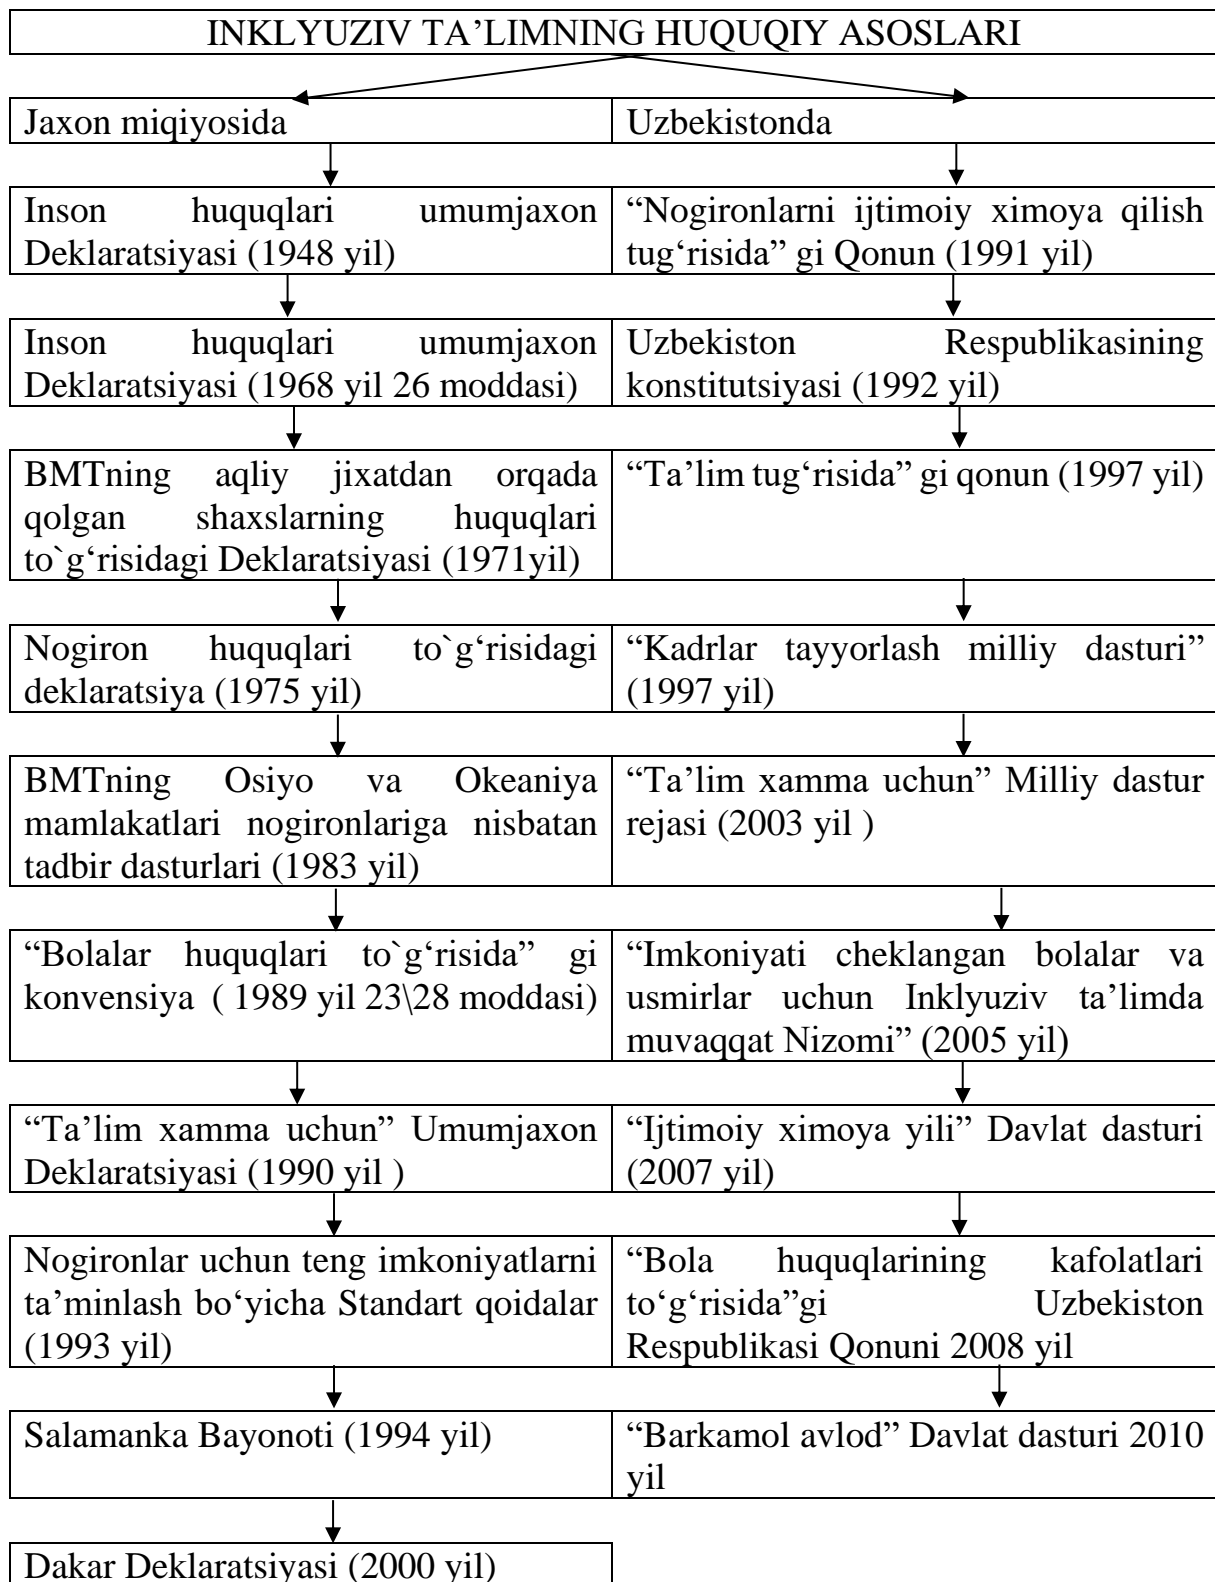 INKLYUZIV TA’LIMNING HUQUQIY ASOSLARI
Jaxon miqiyosida
Uzbekistonda
Inson huquqlari umumjaxon
Deklaratsiyasi (1948 yil)
“Nogironlarni ijtimoiy ximoya qilish
tug‘risida” gi Qonun (1991 yil)
Inson huquqlari umumjaxon
Deklaratsiyasi (1968 yil 26 moddasi)
Uzbekiston Respublikasining
konstitutsiyasi (1992 yil)
BMTning aqliy jixatdan orqada
qolgan shaxslarning huquqlari
to`g‘risidagi Deklaratsiyasi (1971yil)
“Ta’lim tug‘risida” gi qonun (1997 yil)
Nogiron huquqlari to`g‘risidagi
deklaratsiya (1975 yil)
“Kadrlar tayyorlash milliy dasturi”
(1997 yil)
BMTning Osiyo va Okeaniya
mamlakatlari nogironlariga nisbatan
tadbir dasturlari (1983 yil)
“Ta’lim xamma uchun” Milliy dastur
rejasi (2003 yil )
“Bolalar huquqlari to`g‘risida” gi
konvensiya ( 1989 yil 23\28 moddasi)
“Imkoniyati cheklangan bolalar va
usmirlar uchun Inklyuziv ta’limda
muvaqqat Nizomi” (2005 yil)
“Ta’lim xamma uchun” Umumjaxon
Deklaratsiyasi (1990 yil )
“Ijtimoiy ximoya yili” Davlat dasturi
(2007 yil)
Nogironlar uchun teng imkoniyatlarni
ta’minlash bo‘yicha Standart qoidalar
(1993 yil)
“Bola huquqlarining kafolatlari
to‘g‘risida”gi Uzbekiston
Respublikasi Qonuni 2008 yil
Salamanka Bayonoti (1994 yil)
“Barkamol avlod” Davlat dasturi 2010
yil
Dakar Deklaratsiyasi (2000 yil)